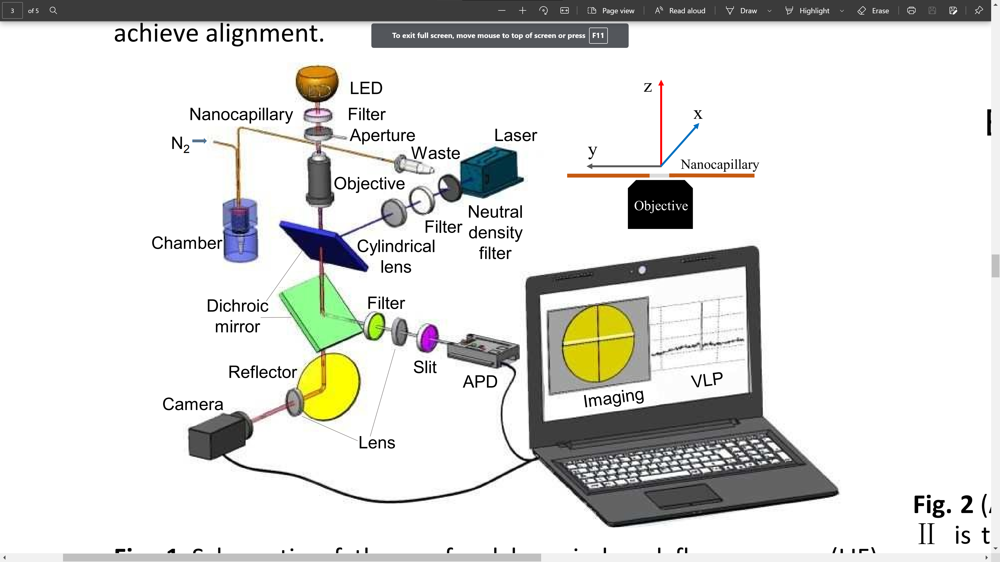 3 of 5 Page view Read aloud Draw Highlight Erase
achieve alignment.
To exit full screen, move mouse to top of screen or press F11
LED
LED
Nanocapillary
Filter
N2
Aperture
Waste
Laser
Objective
Filter
Neutral
density
filter
Chamber
Cylindrical
lens
Dichroic
mirror
Filter
Slit
APD
Reflector
Camera
Lens
z
x
y
Nanocapillary
Objective
Imaging
VLP
Fig. 2 (
II is t